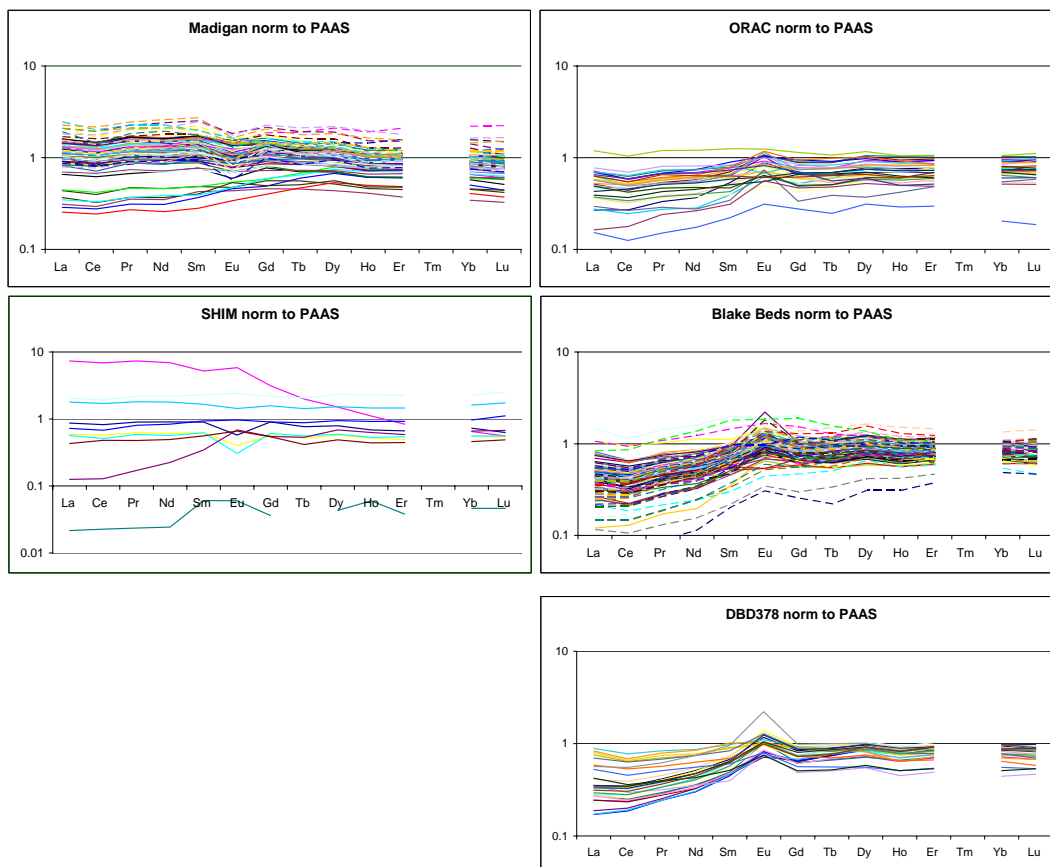 Madigan norm to PAAS
10
1
0.1
La Ce Pr Nd Sm Eu Gd Tb Dy Ho Er Tm Yb Lu
ORAC norm to PAAS
10
1
0.1
La Ce Pr Nd Sm Eu Gd Tb Dy Ho Er Tm Yb Lu
SHIM norm to PAAS
10
1
0.1
La Ce Pr Nd Sm Eu Gd Tb Dy Ho Er Tm Yb Lu
0.01
Blake Beds norm to PAAS
10
1
0.1
La Ce Pr Nd Sm Eu Gd Tb Dy Ho Er Tm Yb Lu
DBD378 norm to PAAS
10
1
0.1
La Ce Pr Nd Sm Eu Gd Tb Dy Ho Er Tm Yb Lu